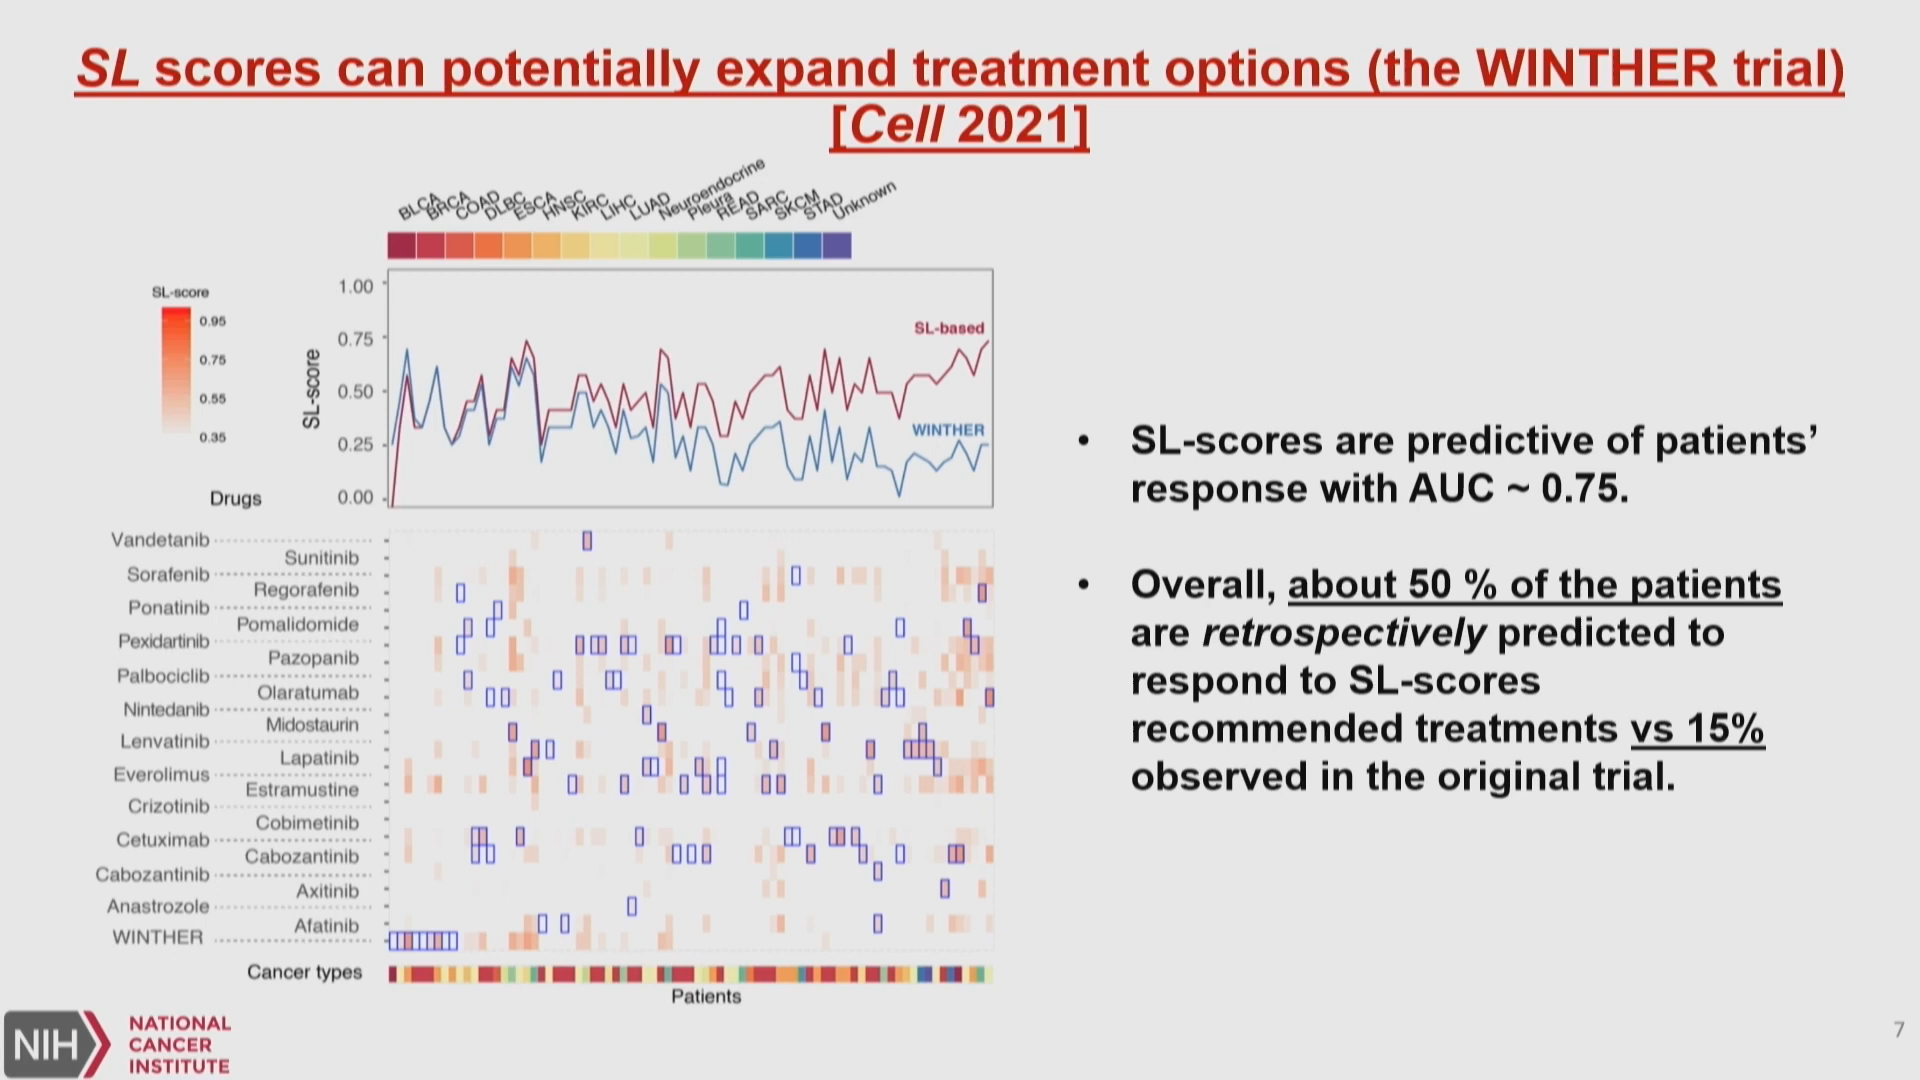 SL scores can potentially expand treatment options (the WINTHER trial)
[Cell 2021]
BLCA
BRCA
COAD
DLBC
ESCA
HNSC
KIRC
LIHC
LUAD
Neuroendocrine
Pleura
READ
SARC
SKCM
STAD
Unknown
SL-score
0.95
0.75
0.55
0.35
SL-score
1.00
0.75
0.50
0.25
0.00
SL-based
WINTHER
Drugs
Vandetanib
Sunitinib
Sorafenib
Regorafenib
Ponatinib
Pomalidomide
Pexidartinib
Pazopanib
Palbociclib
Olaratumab
Nintedanib
Midostaurin
Lenvatinib
Lapatinib
Everolimus
Estramustine
Crizotinib
Cobimetinib
Cetuximab
Cabozantinib
Cabozantinib
Axitinib
Anastrozole
Afatinib
WINTHER
Cancer types
Patients
• SL-scores are predictive of patients’
response with AUC ~ 0.75.
• Overall, about 50 % of the patients
are retrospectively predicted to
respond to SL-scores
recommended treatments vs 15%
observed in the original trial.
NIH
NATIONAL
CANCER
INSTITUTE
7